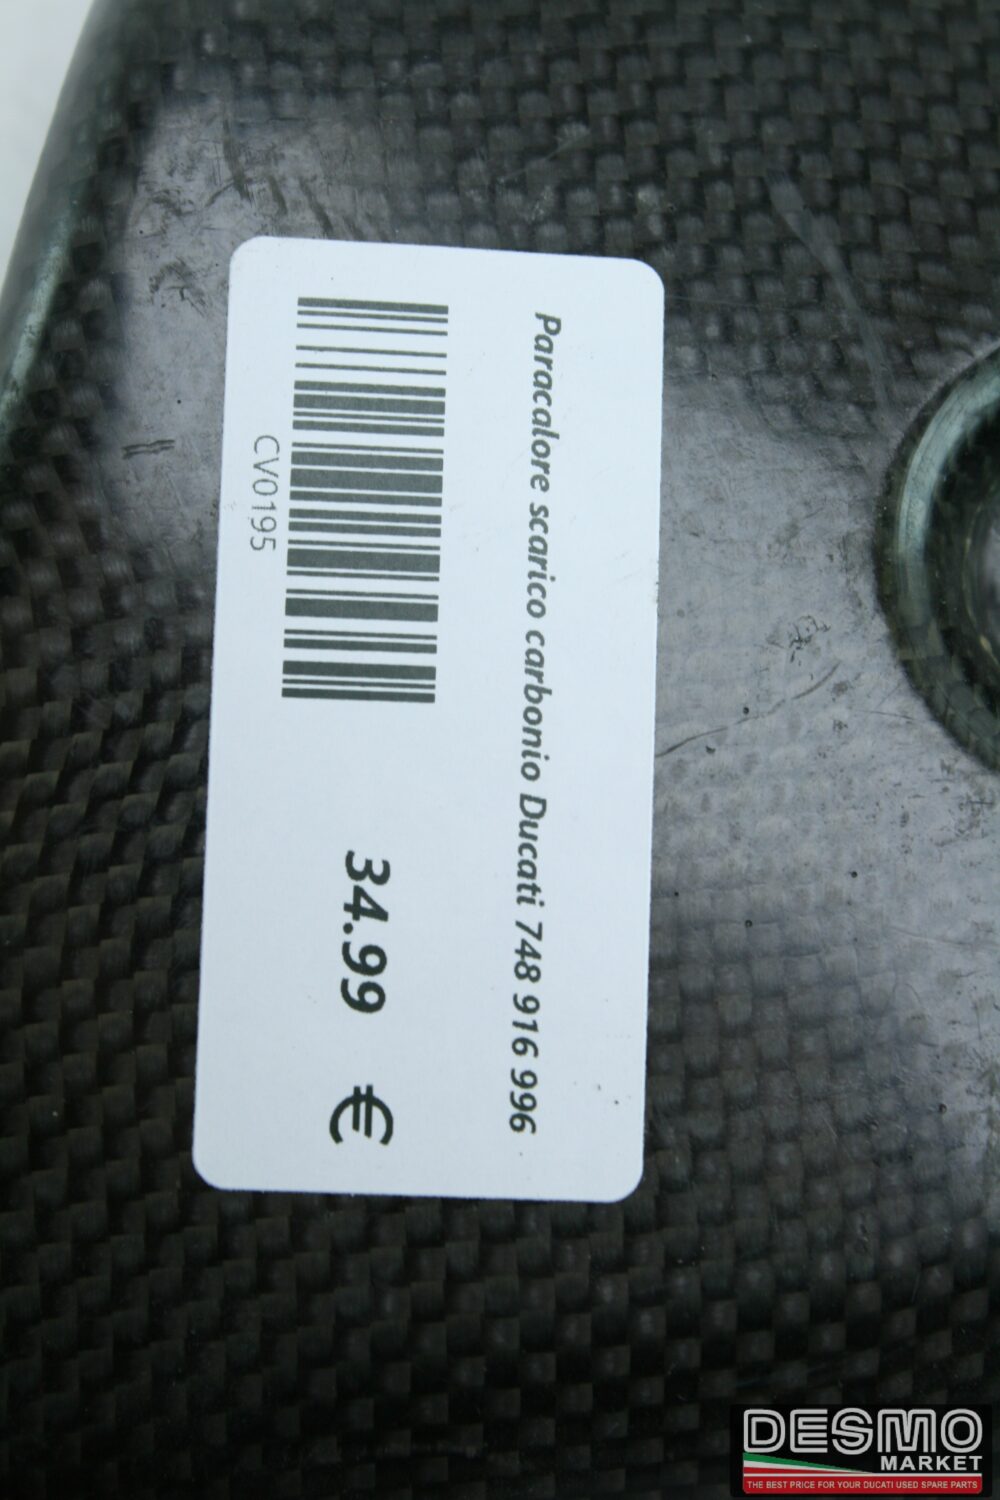 Paracalore scarico carbonio Ducati 748 916 996
CV0195
34.99 €
DESMO
MARKET
THE BEST PRICE FOR YOUR DUCATI USED SPARE PARTS